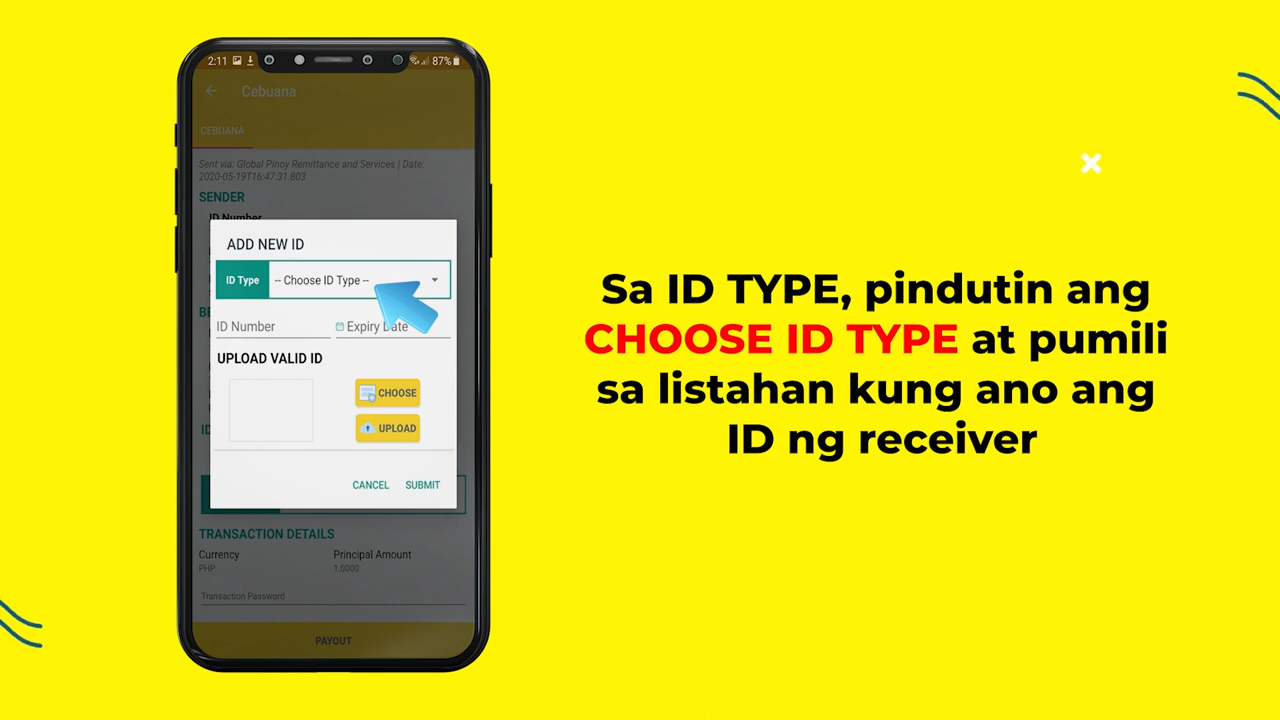 2:11
87%
Cebuana
CEBUANA
Sent via: Global Pinoy Remittance and Services | Date:
2020-05-19T16:47:31.803
SENDER
ID Number
ADD NEW ID
ID Type
-- Choose ID Type --
ID Number
Expiry Date
UPLOAD VALID ID
CHOOSE
UPLOAD
CANCEL
SUBMIT
TRANSACTION DETAILS
Currency
Principal Amount
PHP
1.0000
Transaction Password
PAYOUT
Sa ID TYPE, pindutin ang
CHOOSE ID TYPE at pumili
sa listahan kung ano ang
ID ng receiver